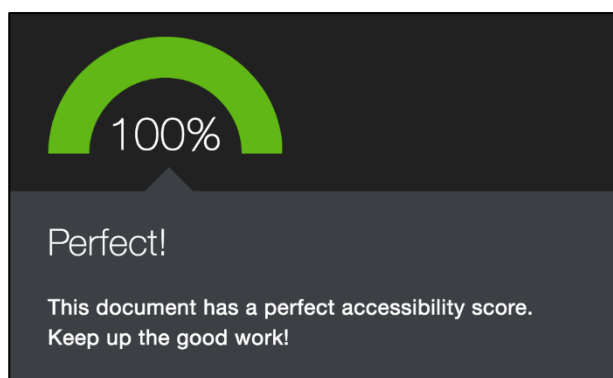 100%
Perfect!
This document has a perfect accessibility score.
Keep up the good work!